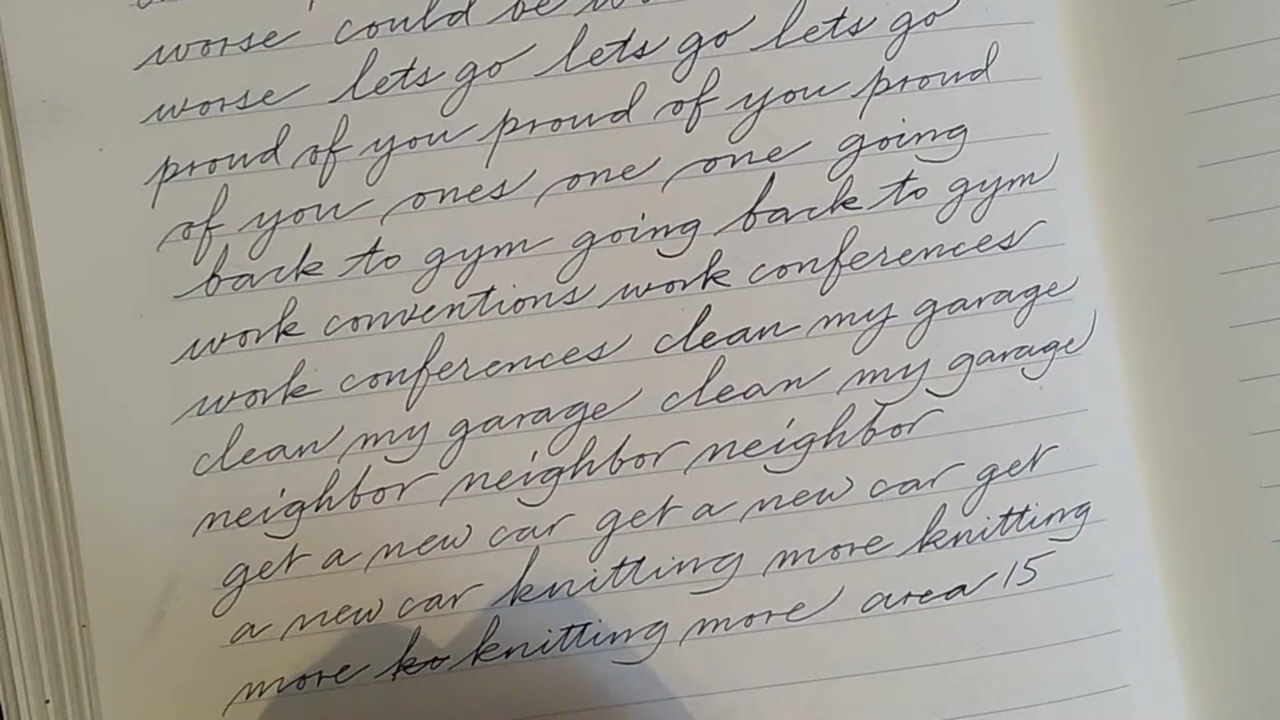 worse could be
worse lets go lets go lets go
proud of you proud of you proud
of you ones one one going
back to gym going back to gym
work conventions work conferences
work conferences clean my garage
clean my garage clean my garage
neighbor neighbor neighbor
get a new car get a new car get
a new car knitting more knitting
more ko knitting more area 15